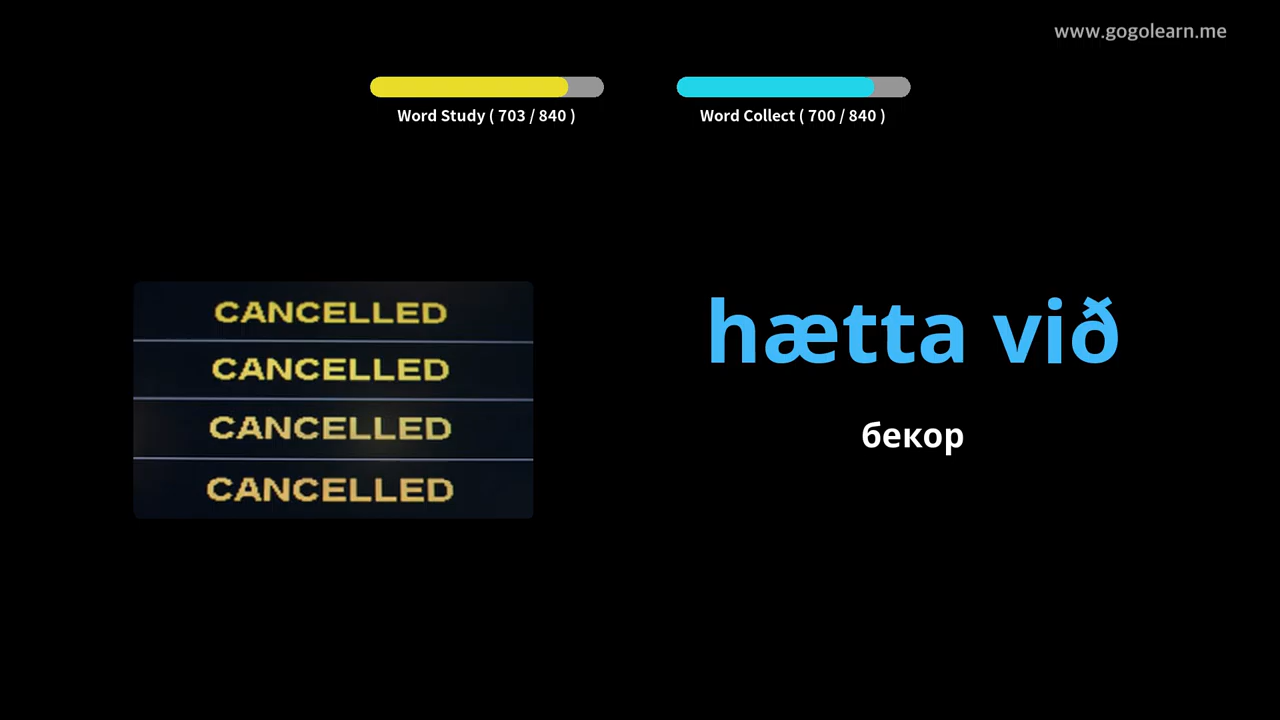 www.gogolearn.me
Word Study ( 703 / 840 )
Word Collect ( 700 / 840 )
CANCELLED
CANCELLED
CANCELLED
CANCELLED
hætta við
бекор